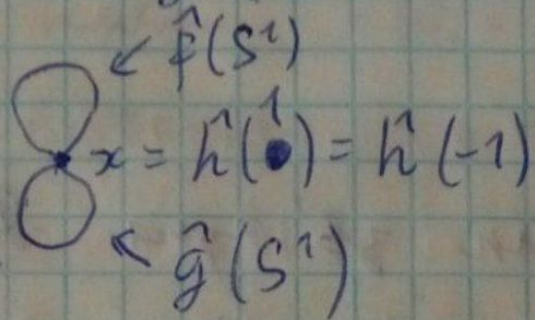 f̂(S¹)
x = ĥ(1) = ĥ(-1)
ĝ(S¹)